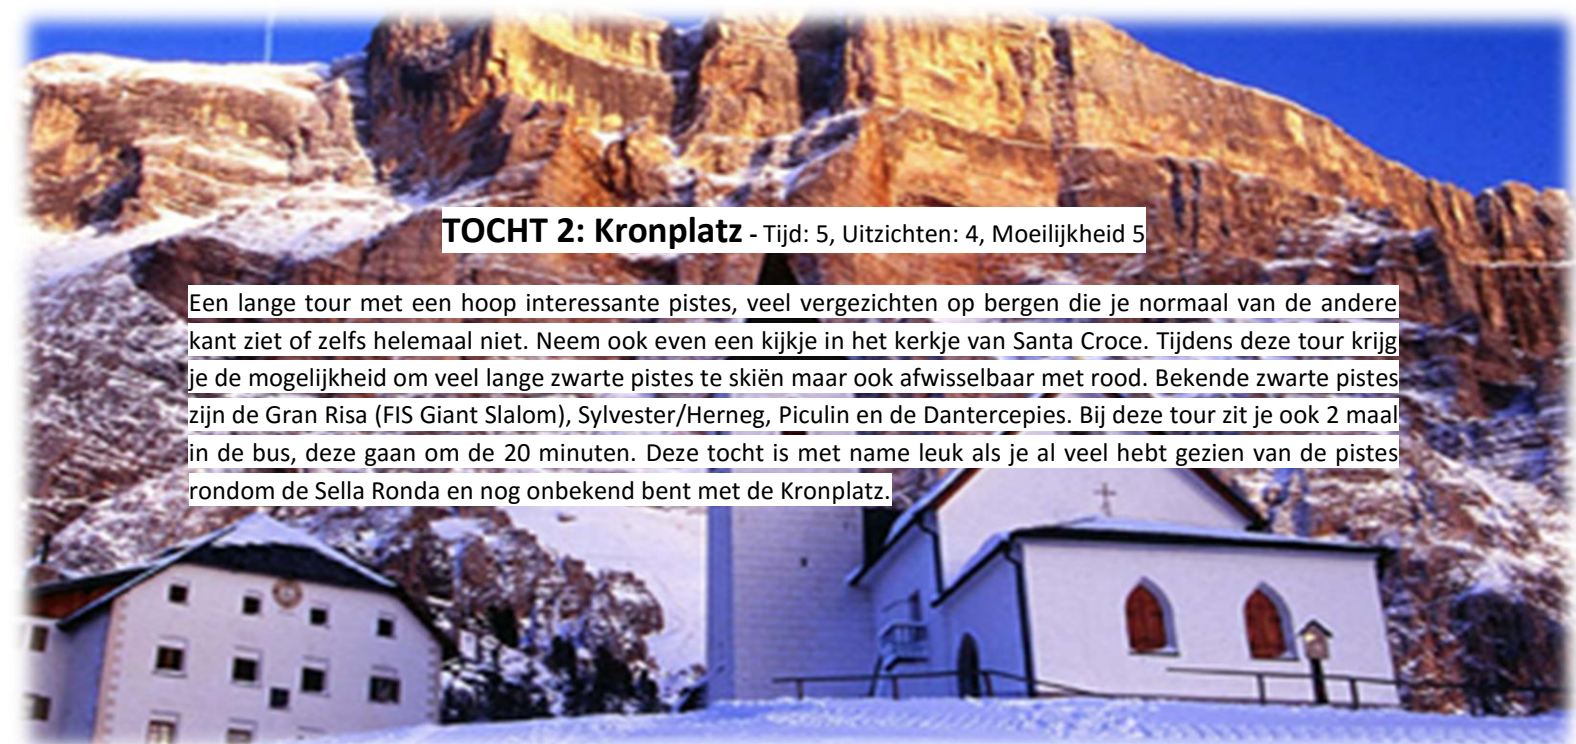 TOCHT 2: Kronplatz - Tijd: 5, Uitzichten: 4, Moeilijkheid 5
Een lange tour met een hoop interessante pistes, veel vergezichten op bergen die je normaal van de andere
kant ziet of zelfs helemaal niet. Neem ook even een kijkje in het kerkje van Santa Croce. Tijdens deze tour krijg
je de mogelijkheid om veel lange zwarte pistes te skiën maar ook afwisselbaar met rood. Bekende zwarte pistes
zijn de Gran Risa (FIS Giant Slalom), Sylvester/Herneg, Piculin en de Dantercepies. Bij deze tour zit je ook 2 maal
in de bus, deze gaan om de 20 minuten. Deze tocht is met name leuk als je al veel hebt gezien van de pistes
rondom de Sella Ronda en nog onbekend bent met de Kronplatz.